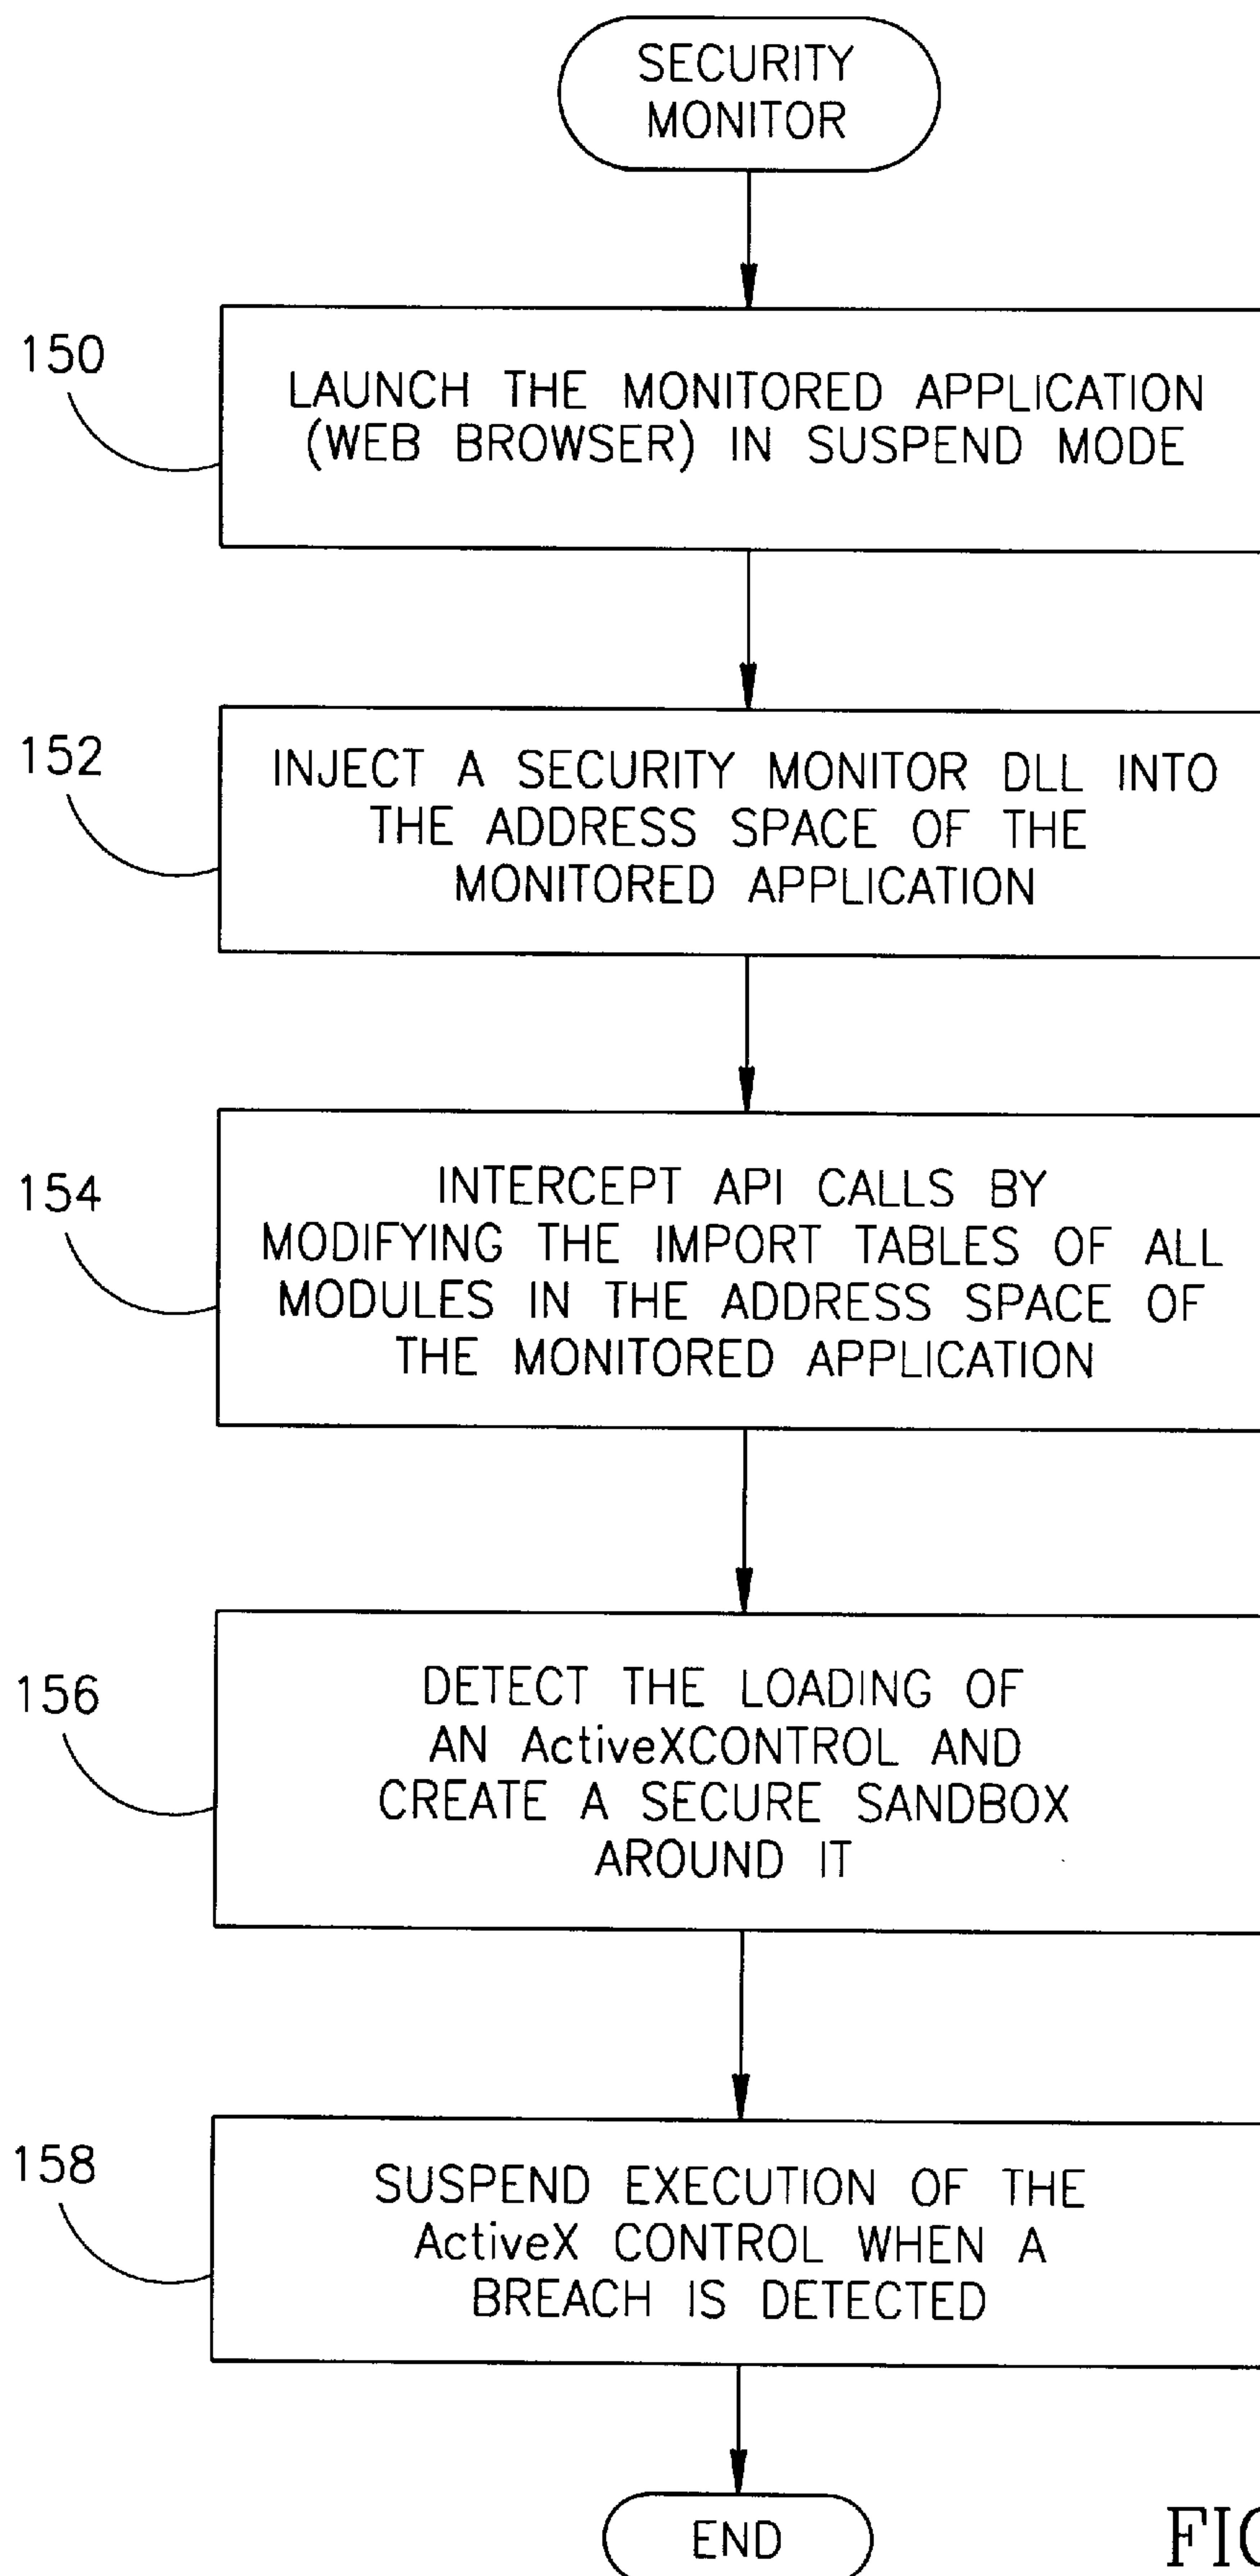 SECURITY
MONITOR
150
LAUNCH THE MONITORED APPLICATION
(WEB BROWSER) IN SUSPEND MODE
152
INJECT A SECURITY MONITOR DLL INTO
THE ADDRESS SPACE OF THE
MONITORED APPLICATION
154
INTERCEPT API CALLS BY
MODIFYING THE IMPORT TABLES OF ALL
MODULES IN THE ADDRESS SPACE OF
THE MONITORED APPLICATION
156
DETECT THE LOADING OF
AN ActiveXCONTROL AND
CREATE A SECURE SANDBOX
AROUND IT
158
SUSPEND EXECUTION OF THE
ActiveX CONTROL WHEN A
BREACH IS DETECTED
END